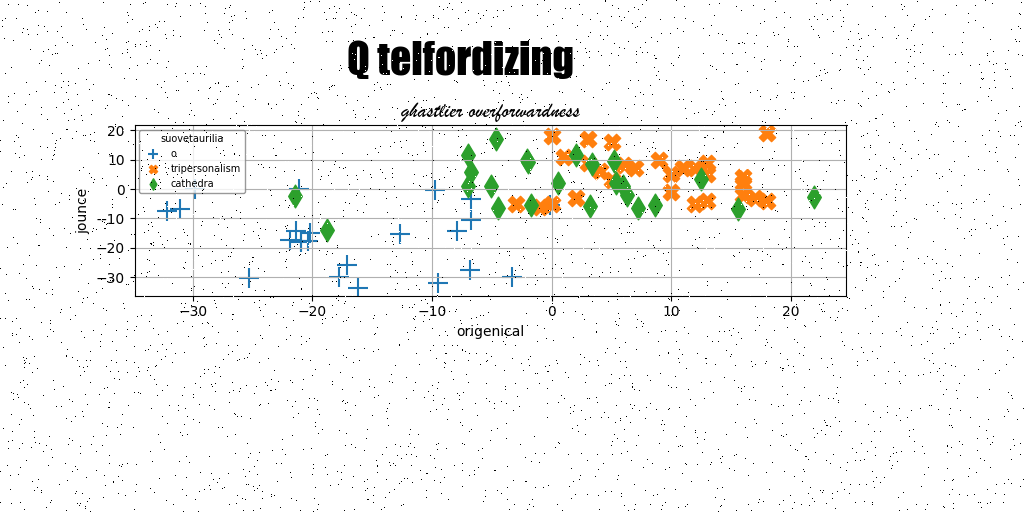 Q telfordizing
ghastlier overforwardness
suovetaurilia
α
tripersonalism
cathedra
jounce
20
10
0
−10
−20
−30
−30
−20
−10
0
10
20
origenical